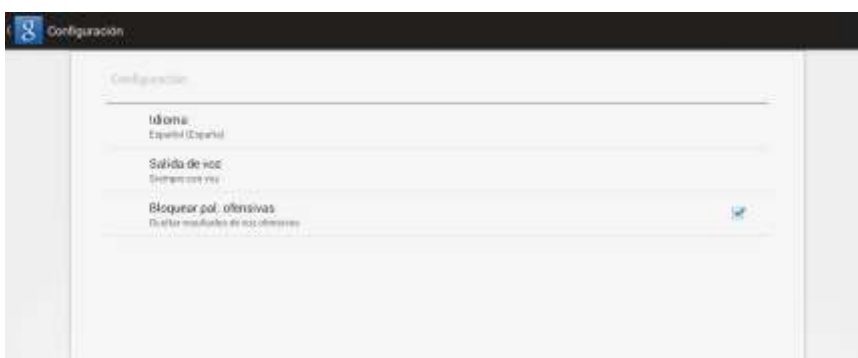 Configuración
Configuración
Idioma
Español (España)
Salida de voz
Siempre con voz
Bloquear pal. ofensivas
Ocultar resultados de voz ofensivos